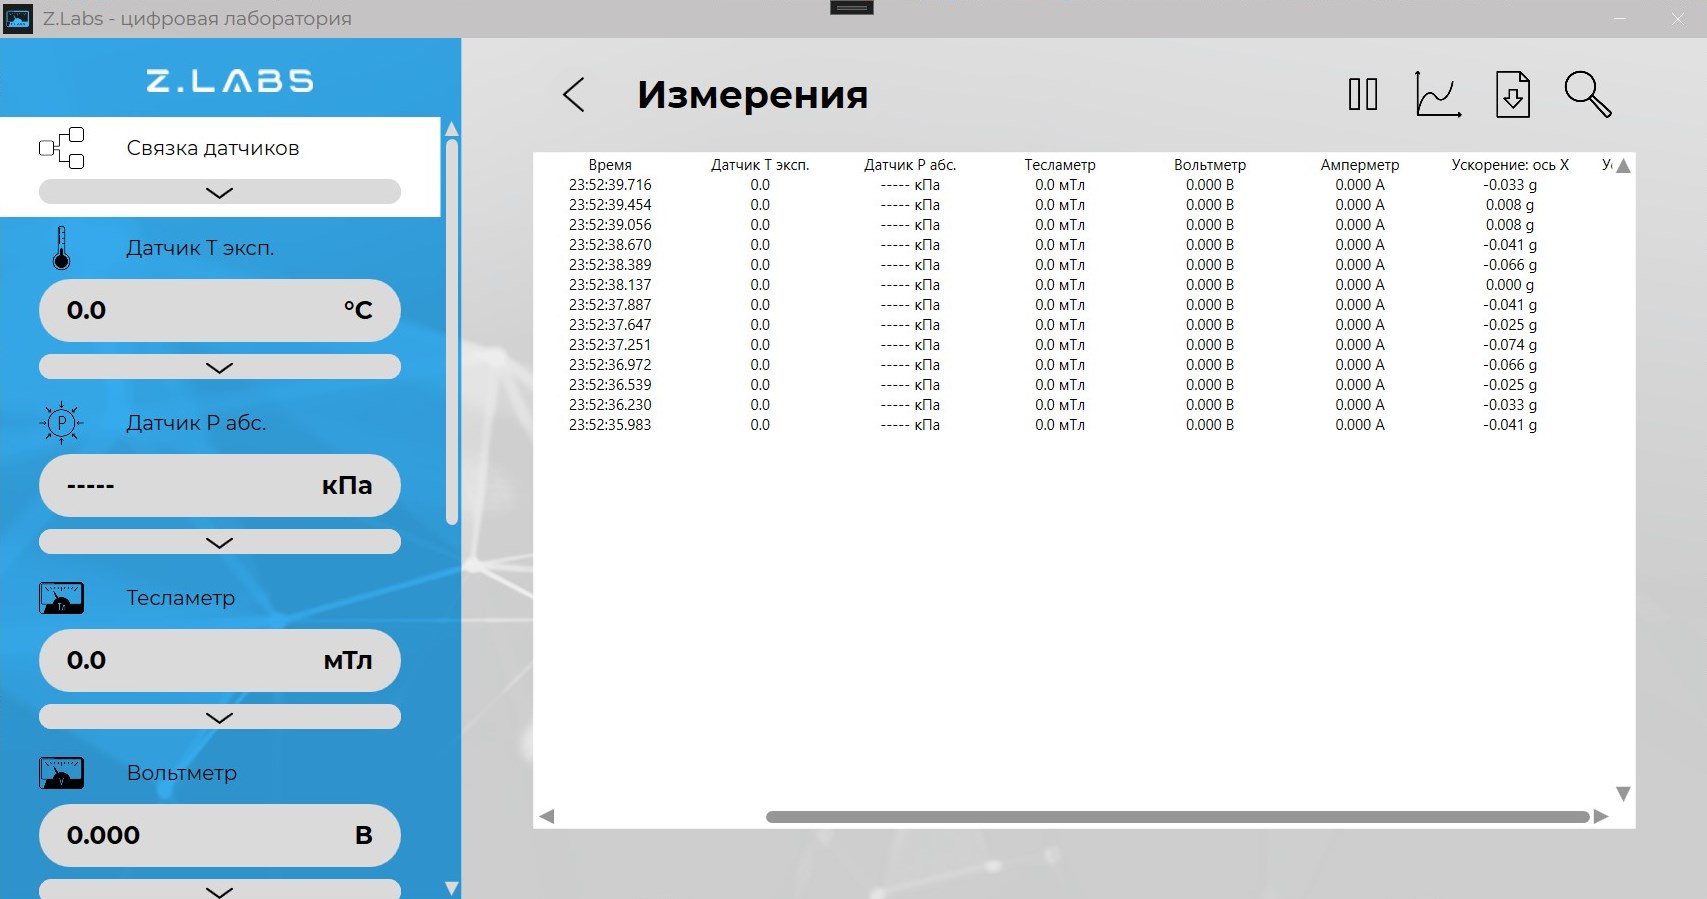 Z.Labs - цифровая лаборатория
Z.LABS
Связка датчиков
Датчик T эксп.
0.0 °C
Датчик P абс.
P
----- кПа
Тесламетр
Тл
0.0 мТл
Вольтметр
V
0.000 В
Измерения
Время Датчик T эксп. Датчик P абс. Тесламетр Вольтметр Амперметр Ускорение: ось X
23:52:39.716 0.0 ----- кПа 0.0 мТл 0.000 В 0.000 А -0.033 g
23:52:39.454 0.0 ----- кПа 0.0 мТл 0.000 В 0.000 А 0.008 g
23:52:39.056 0.0 ----- кПа 0.0 мТл 0.000 В 0.000 А 0.008 g
23:52:38.670 0.0 ----- кПа 0.0 мТл 0.000 В 0.000 А -0.041 g
23:52:38.389 0.0 ----- кПа 0.0 мТл 0.000 В 0.000 А -0.066 g
23:52:38.137 0.0 ----- кПа 0.0 мТл 0.000 В 0.000 А 0.000 g
23:52:37.887 0.0 ----- кПа 0.0 мТл 0.000 В 0.000 А -0.041 g
23:52:37.647 0.0 ----- кПа 0.0 мТл 0.000 В 0.000 А -0.025 g
23:52:37.251 0.0 ----- кПа 0.0 мТл 0.000 В 0.000 А -0.074 g
23:52:36.972 0.0 ----- кПа 0.0 мТл 0.000 В 0.000 А -0.066 g
23:52:36.539 0.0 ----- кПа 0.0 мТл 0.000 В 0.000 А -0.025 g
23:52:36.230 0.0 ----- кПа 0.0 мТл 0.000 В 0.000 А -0.033 g
23:52:35.983 0.0 ----- кПа 0.0 мТл 0.000 В 0.000 А -0.041 g